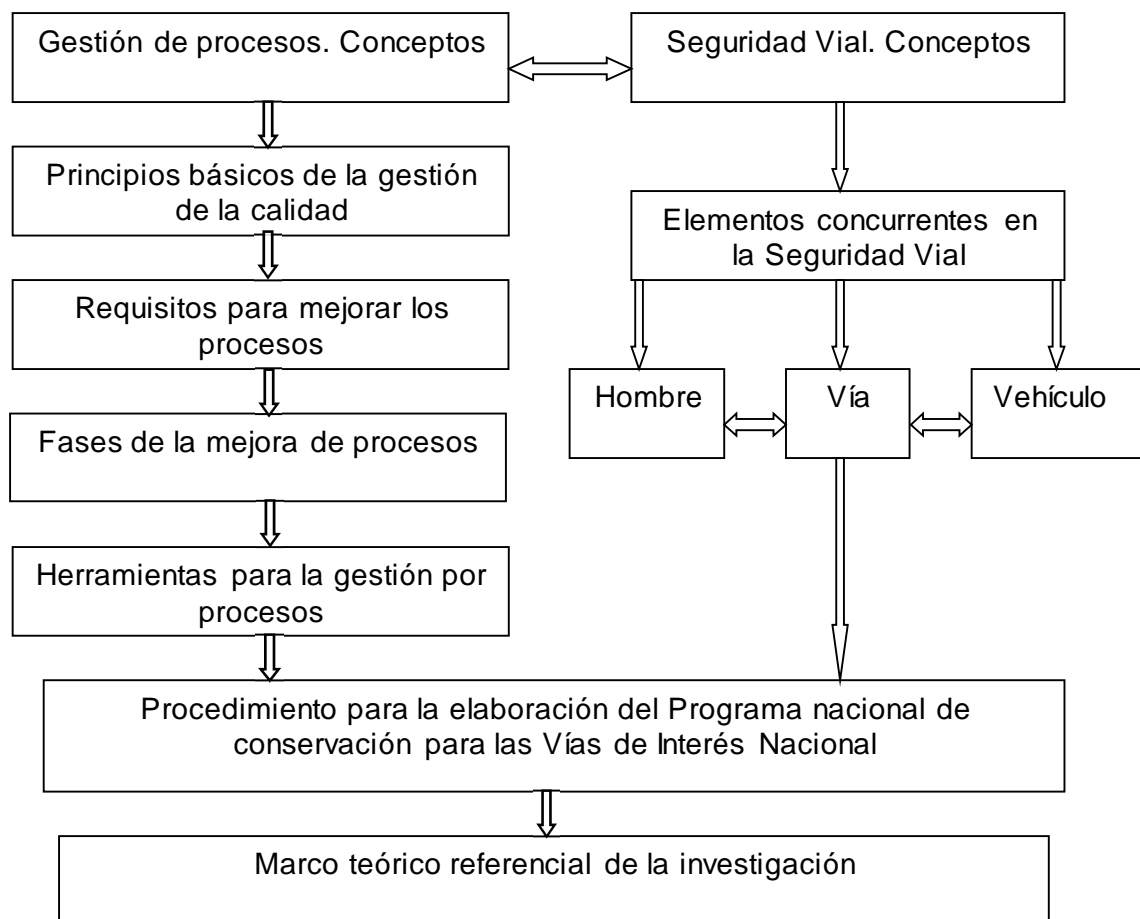 Gestión de procesos. Conceptos
Seguridad Vial. Conceptos
Principios básicos de la gestión
de la calidad
Elementos concurrentes en
la Seguridad Vial
Requisitos para mejorar los
procesos
Hombre
Vía
Vehículo
Fases de la mejora de procesos
Herramientas para la gestión por
procesos
Procedimiento para la elaboración del Programa nacional de
conservación para las Vías de Interés Nacional
Marco teórico referencial de la investigación